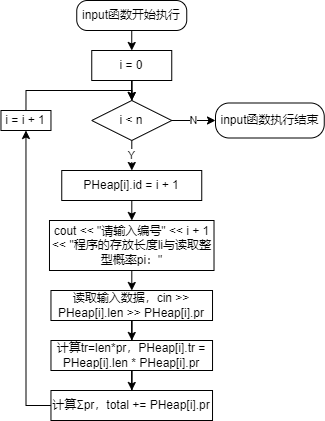 input函数开始执行
i = 0
i = i + 1
i < n
N
input函数执行结束
Y
PHeap[i].id = i + 1
cout << "请输入编号" << i + 1
<< "程序的存放长度li与读取整
型概率pi："
读取输入数据，cin >>
PHeap[i].len >> PHeap[i].pr
计算tr=len*pr，PHeap[i].tr =
PHeap[i].len * PHeap[i].pr
计算Σpr，total += PHeap[i].pr